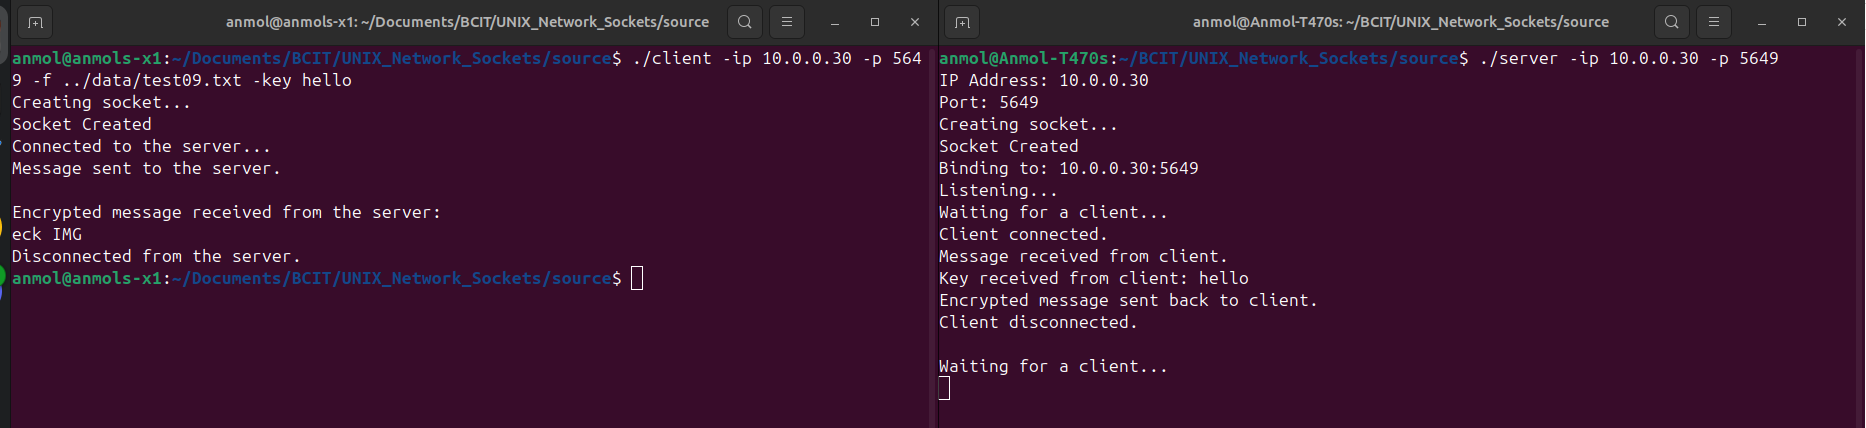 anmol@anmols-x1: ~/Documents/BCIT/UNIX_Network_Sockets/source
anmol@anmols-x1:~/Documents/BCIT/UNIX_Network_Sockets/source$ ./client -ip 10.0.0.30 -p 564
9 -f ../data/test09.txt -key hello
Creating socket...
Socket Created
Connected to the server...
Message sent to the server.
Encrypted message received from the server:
eck IMG
Disconnected from the server.
anmol@anmols-x1:~/Documents/BCIT/UNIX_Network_Sockets/source$
anmol@Anmol-T470s: ~/BCIT/UNIX_Network_Sockets/source
anmol@Anmol-T470s:~/BCIT/UNIX_Network_Sockets/source$ ./server -ip 10.0.0.30 -p 5649
IP Address: 10.0.0.30
Port: 5649
Creating socket...
Socket Created
Binding to: 10.0.0.30:5649
Listening...
Waiting for a client...
Client connected.
Message received from client.
Key received from client: hello
Encrypted message sent back to client.
Client disconnected.
Waiting for a client...